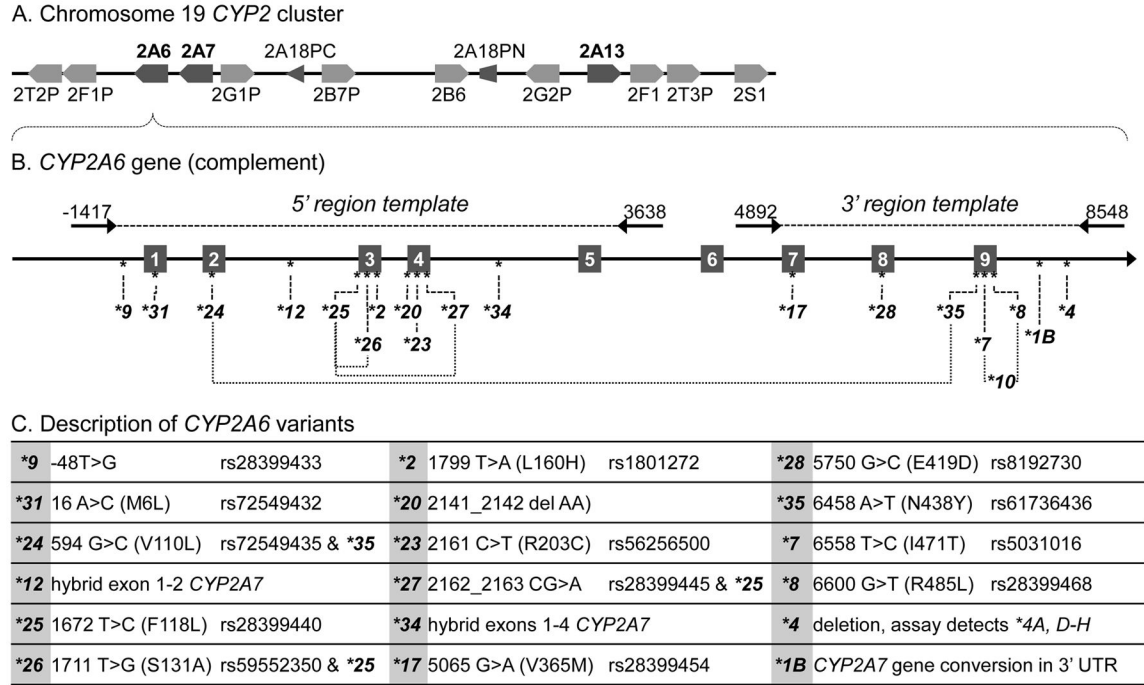 A. Chromosome 19 CYP2 cluster
2A6 2A7 2A18PC 2A18PN 2A13
2T2P 2F1P 2G1P 2B7P 2B6 2G2P 2F1 2T3P 2S1
B. CYP2A6 gene (complement)
-1417 5’ region template 3638 4892 3’ region template 8548
1 2 3 4 5 6 7 8 9
* * * * * * * * * * * * * * * * * * *
*9 *31 *24 *12 *25 *2 *20 *27 *34 *17 *28 *35 *8 *4
*26 *23 *7 *1B
*10
C. Description of CYP2A6 variants
*9 -48T>G rs28399433 *2 1799 T>A (L160H) rs1801272 *28 5750 G>C (E419D) rs8192730
*31 16 A>C (M6L) rs72549432 *20 2141_2142 del AA) *35 6458 A>T (N438Y) rs61736436
*24 594 G>C (V110L) rs72549435 & *35 *23 2161 C>T (R203C) rs56256500 *7 6558 T>C (I471T) rs5031016
*12 hybrid exon 1-2 CYP2A7 *27 2162_2163 CG>A rs28399445 & *25 *8 6600 G>T (R485L) rs28399468
*25 1672 T>C (F118L) rs28399440 *34 hybrid exons 1-4 CYP2A7 *4 deletion, assay detects *4A, D-H
*26 1711 T>G (S131A) rs59552350 & *25 *17 5065 G>A (V365M) rs28399454 *1B CYP2A7 gene conversion in 3’ UTR